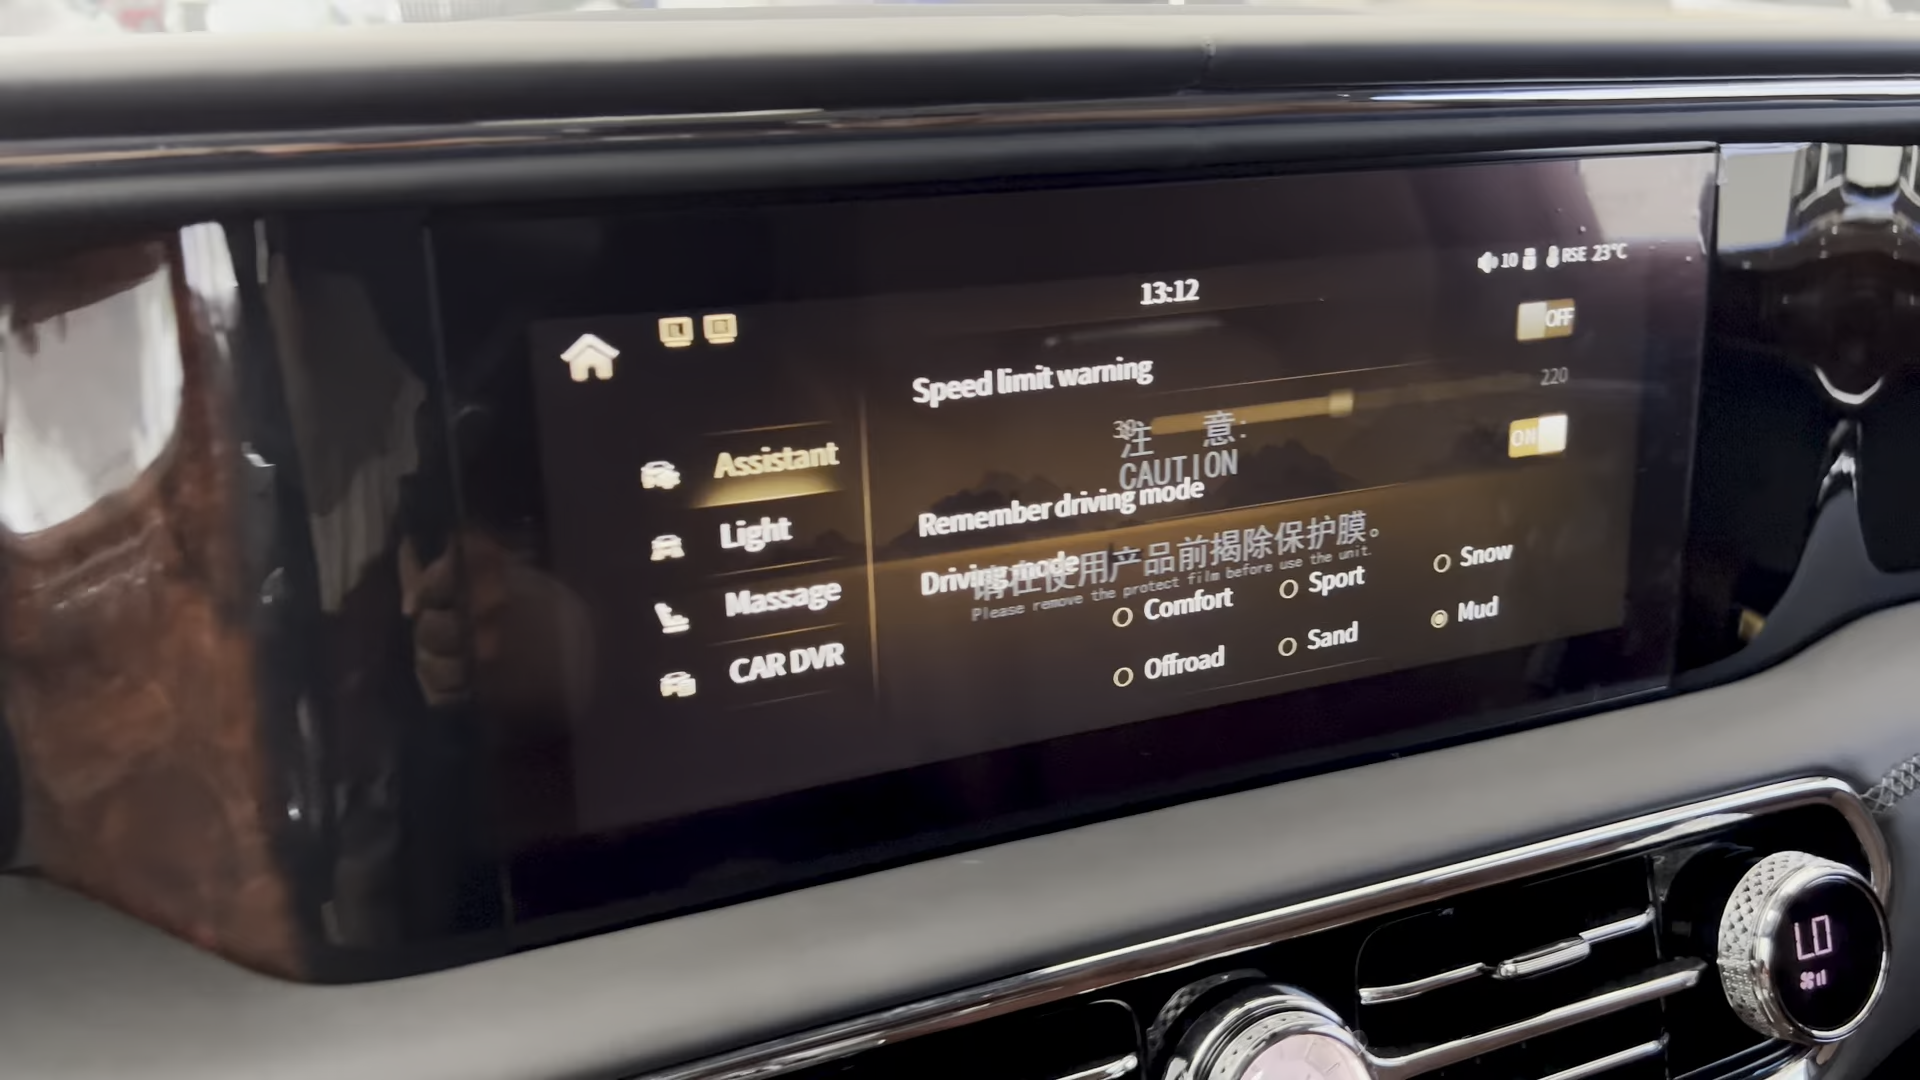 13:12
10 RSE 23°C
Speed limit warning
OFF
30
220
注 意:
CAUTION
ON
Assistant
Remember driving mode
Light
请在使用产品前揭除保护膜。
Please remove the protect film before use the unit.
Driving mode
Comfort
Sport
Snow
Massage
Offroad
Sand
Mud
CAR DVR
LO